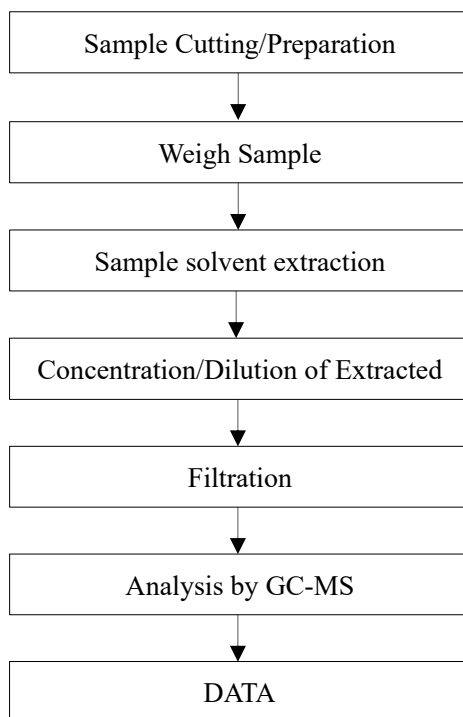 Sample Cutting/Preparation
Weigh Sample
Sample solvent extraction
Concentration/Dilution of Extracted
Filtration
Analysis by GC-MS
DATA